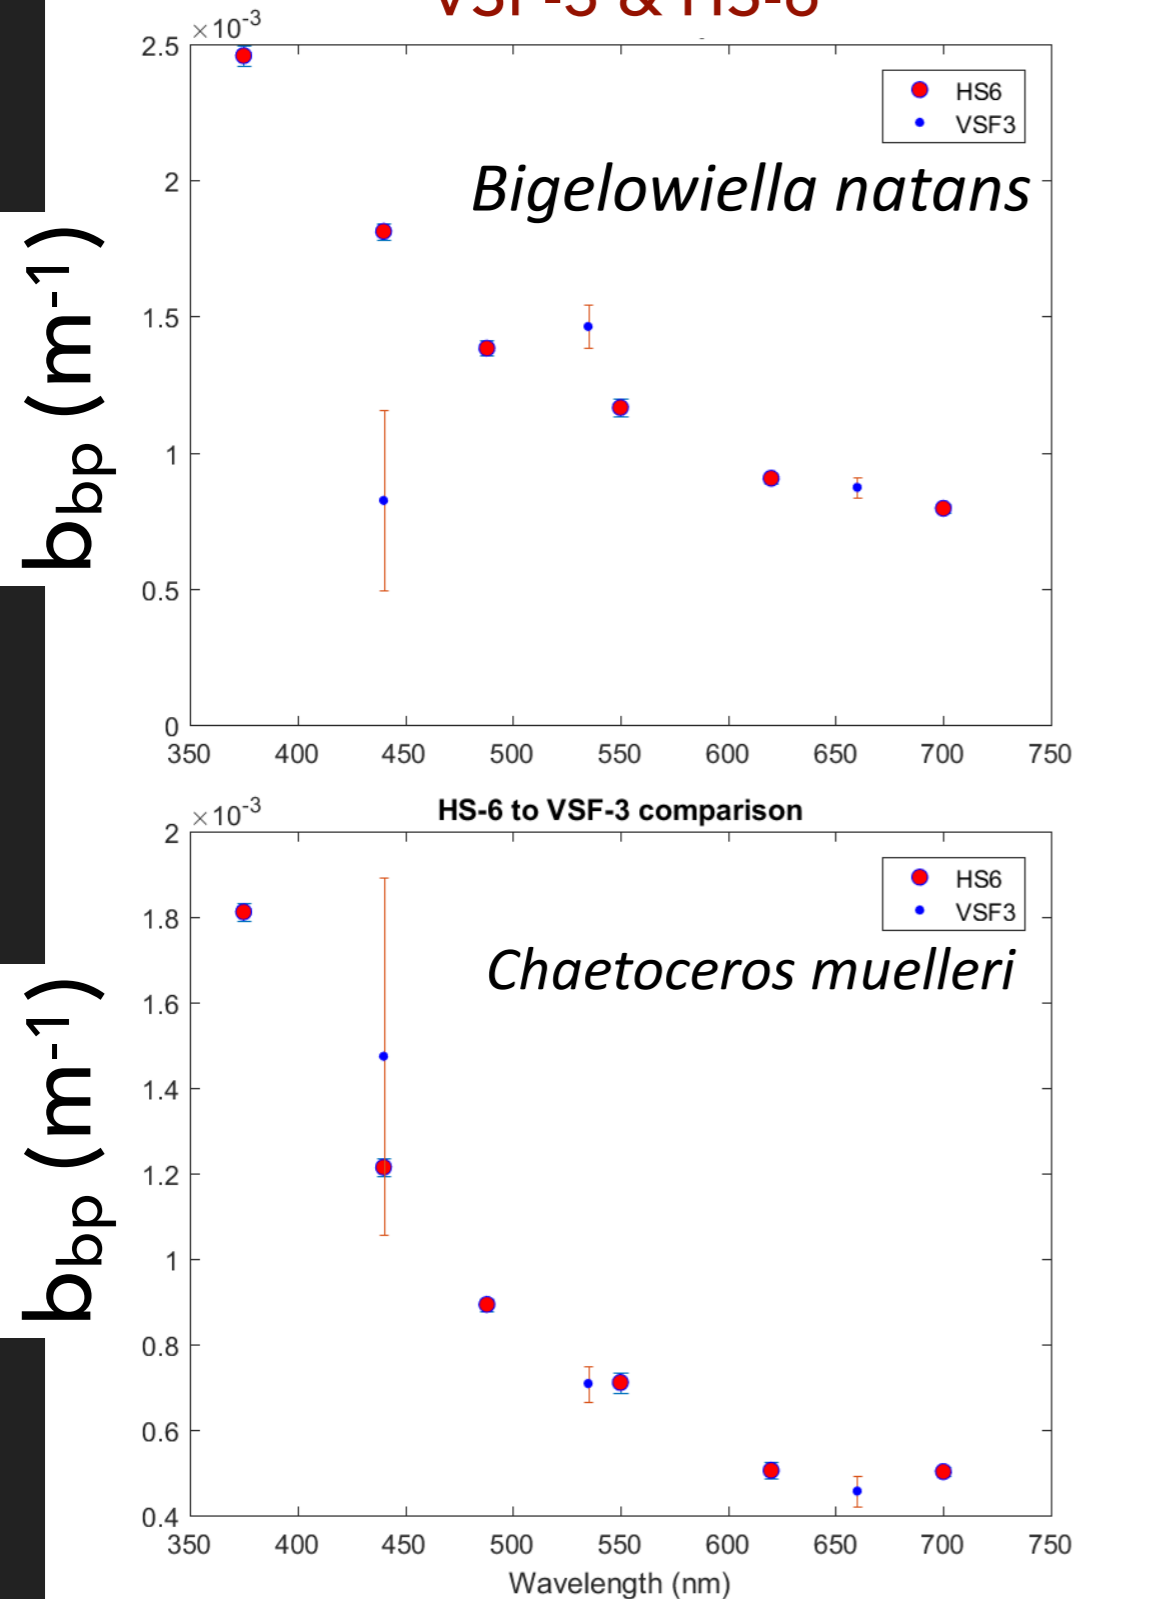 VSF-3 & HS-6
×10-3
2.5
2
1.5
1
0.5
0
350 400 450 500 550 600 650 700 750
HS6
VSF3
Bigelowiella natans
bbp (m-1)
HS-6 to VSF-3 comparison
×10-3
2
1.8
1.6
1.4
1.2
1
0.8
0.6
0.4
350 400 450 500 550 600 650 700 750
HS6
VSF3
Chaetoceros muelleri
bbp (m-1)
Wavelength (nm)